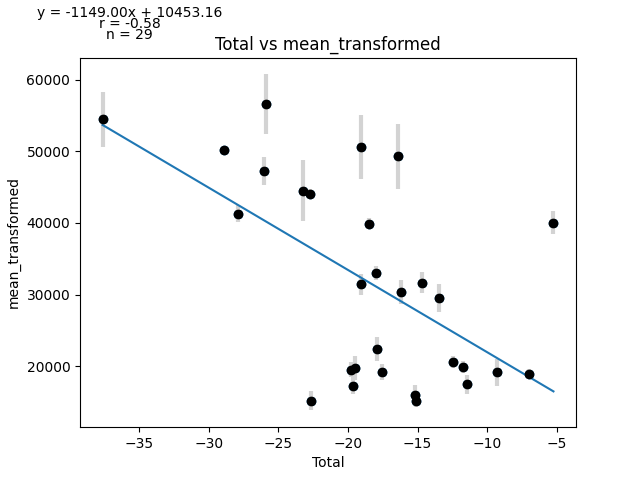 y = -1149.00x + 10453.16
r = -0.58
n = 29
Total vs mean_transformed
60000
50000
40000
30000
20000
mean_transformed
−35
−30
−25
−20
−15
−10
−5
Total